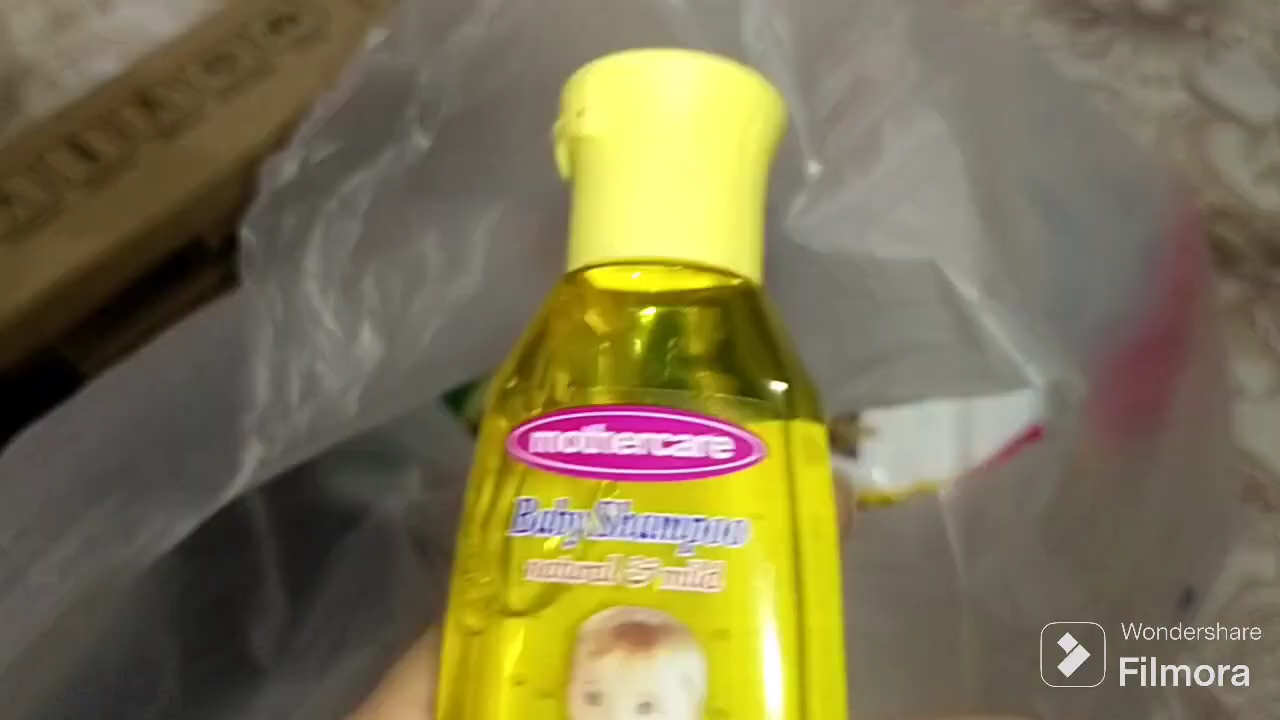 mothercare
Baby Shampoo
natural & mild
Wondershare
Filmora